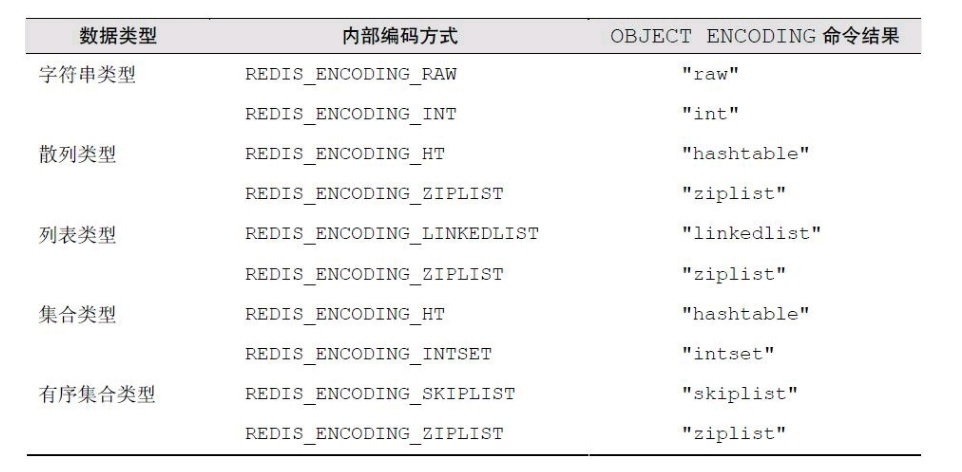 数据类型 内部编码方式 OBJECT ENCODING 命令结果
字符串类型 REDIS_ENCODING_RAW "raw"
REDIS_ENCODING_INT "int"
散列类型 REDIS_ENCODING_HT "hashtable"
REDIS_ENCODING_ZIPLIST "ziplist"
列表类型 REDIS_ENCODING_LINKEDLIST "linkedlist"
REDIS_ENCODING_ZIPLIST "ziplist"
集合类型 REDIS_ENCODING_HT "hashtable"
REDIS_ENCODING_INTSET "intset"
有序集合类型 REDIS_ENCODING_SKIPLIST "skiplist"
REDIS_ENCODING_ZIPLIST "ziplist"